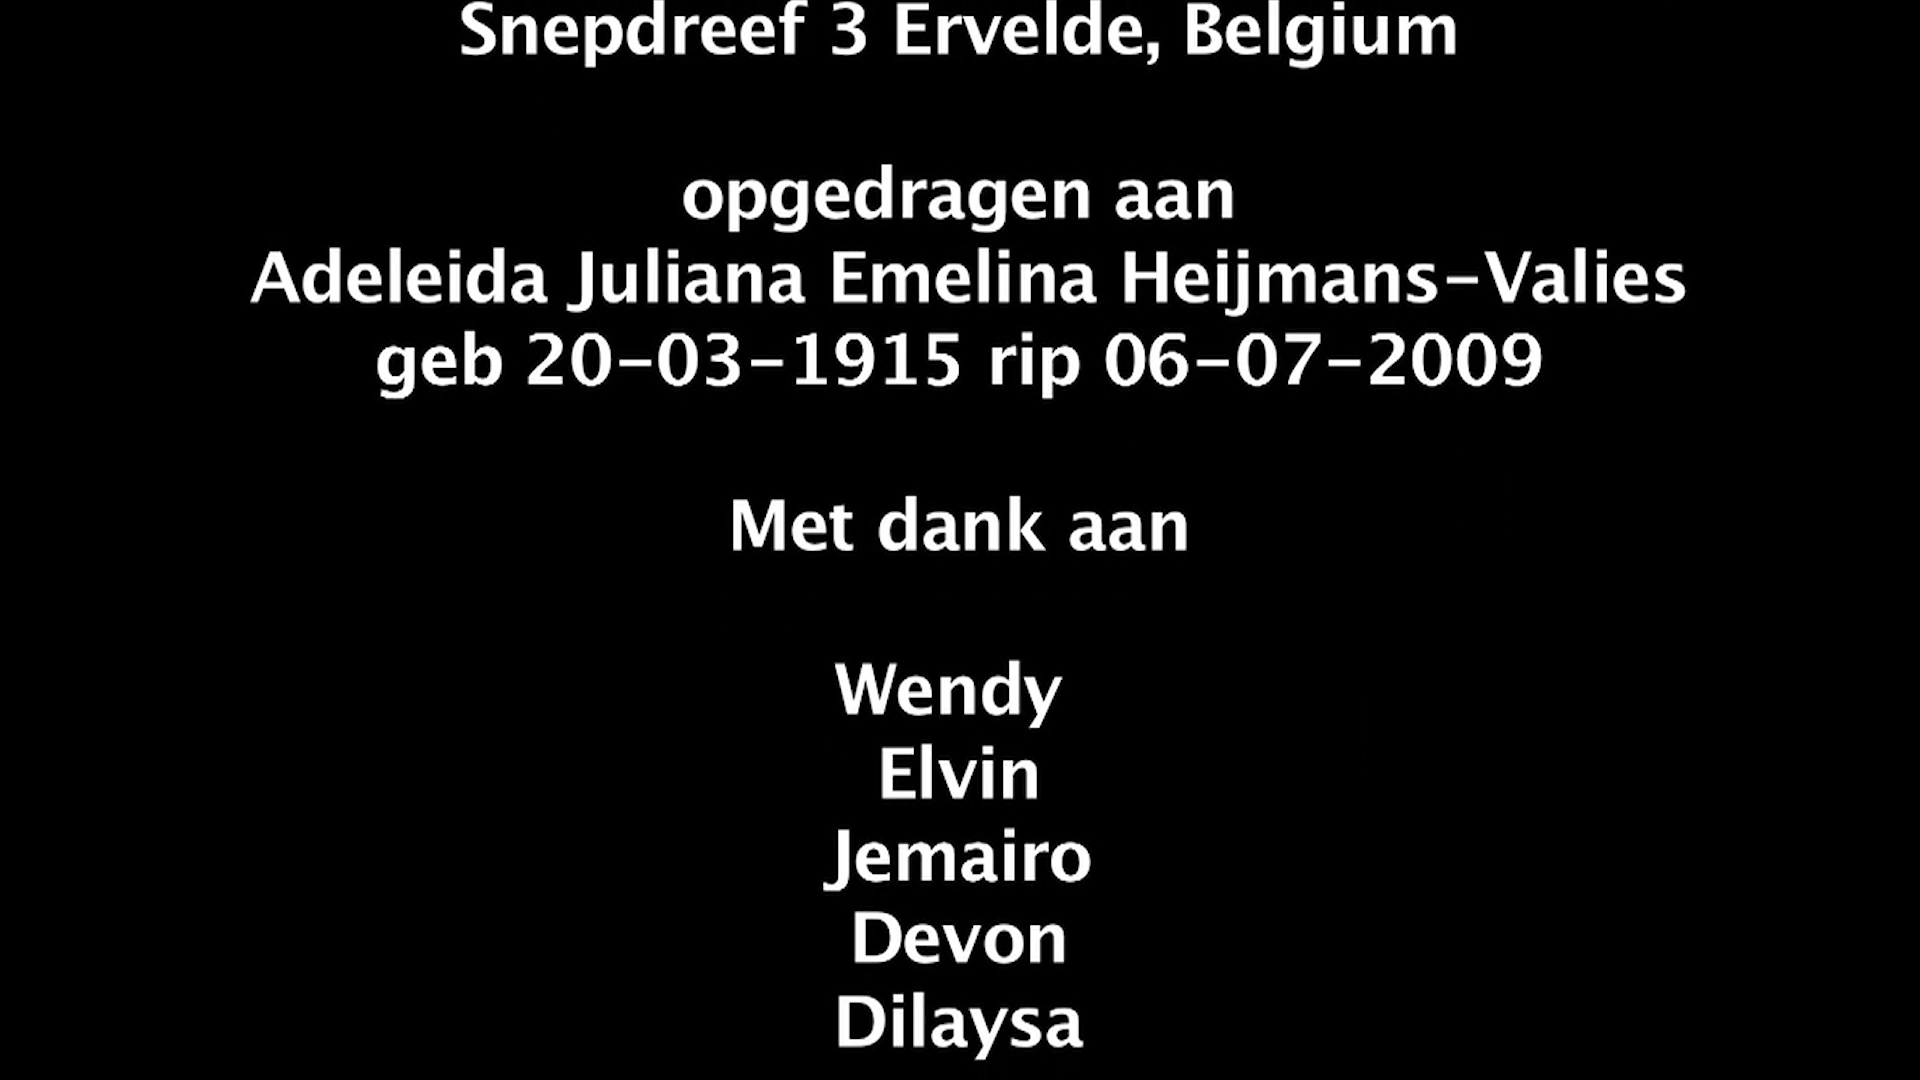 Snepdreef 3 Ervelde, Belgium
opgedragen aan
Adeleida Juliana Emelina Heijmans-Valies
geb 20-03-1915 rip 06-07-2009
Met dank aan
Wendy
Elvin
Jemairo
Devon
Dilaysa